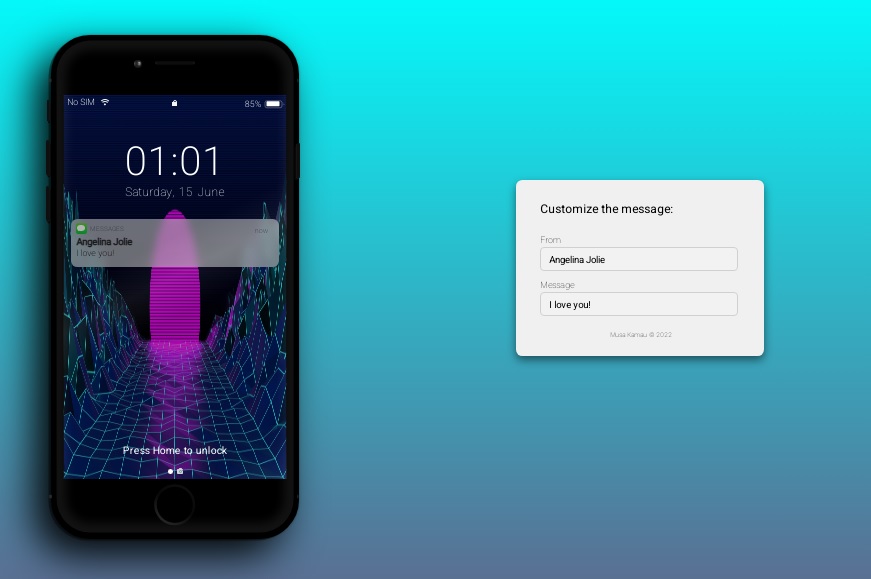 No SIM
85%
01:01
Saturday, 15 June
MESSAGES
now
Angelina Jolie
I love you!
Press Home to unlock
Customize the message:
From
Angelina Jolie
Message
I love you!
Musa Kamau © 2022